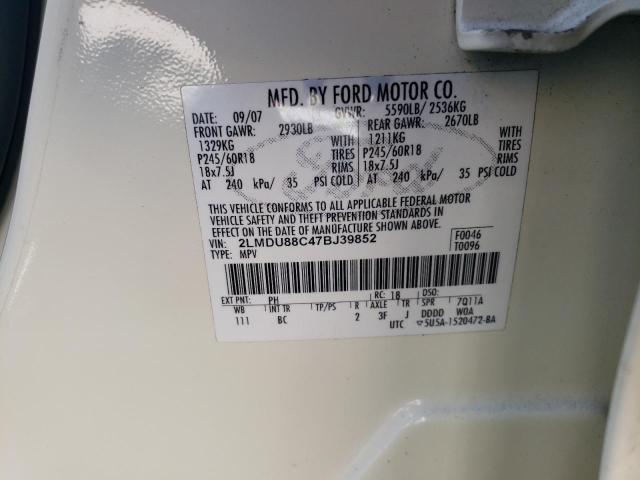 MFD. BY FORD MOTOR CO.
DATE: 09/07 GVWR: 5590LB/ 2536KG
FRONT GAWR: 2930LB REAR GAWR: 2670LB
1329KG WITH 1211KG WITH
P245/60R18 TIRES P245/60R18 TIRES
18x7.5J RIMS 18x7.5J RIMS
AT 240 kPa/ 35 PSI COLD AT 240 kPa/ 35 PSI COLD
THIS VEHICLE CONFORMS TO ALL APPLICABLE FEDERAL MOTOR
VEHICLE SAFETY AND THEFT PREVENTION STANDARDS IN
EFFECT ON THE DATE OF MANUFACTURE SHOWN ABOVE.
VIN: 2LMDU88C47BJ39852 F0046
TYPE: MPV T0096
EXT PNT: PH RC: 18 DSO: 7Q11A
WB INT TR TP/PS R AXLE TR SPR
111 BC 2 3F J DDDD WOA
UTC 5U5A-1520472-BA